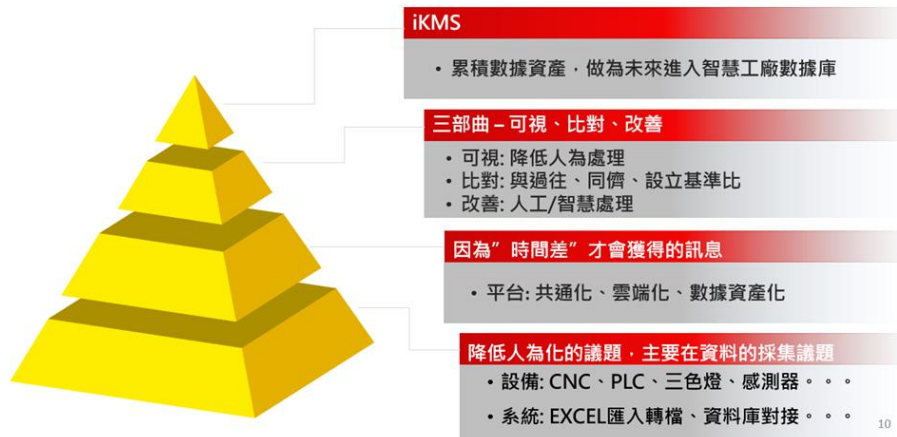 iKMS
• 累積數據資產，做為未來進入智慧工廠數據庫
三部曲 – 可視、比對、改善
• 可視: 降低人為處理
• 比對: 與過往、同儕、設立基準比
• 改善: 人工/智慧處理
因為”時間差”才會獲得的訊息
• 平台: 共通化、雲端化、數據資產化
降低人為化的議題，主要在資料的採集議題
• 設備: CNC、PLC、三色燈、感測器。。。
• 系統: EXCEL匯入轉檔、資料庫對接。。。
10